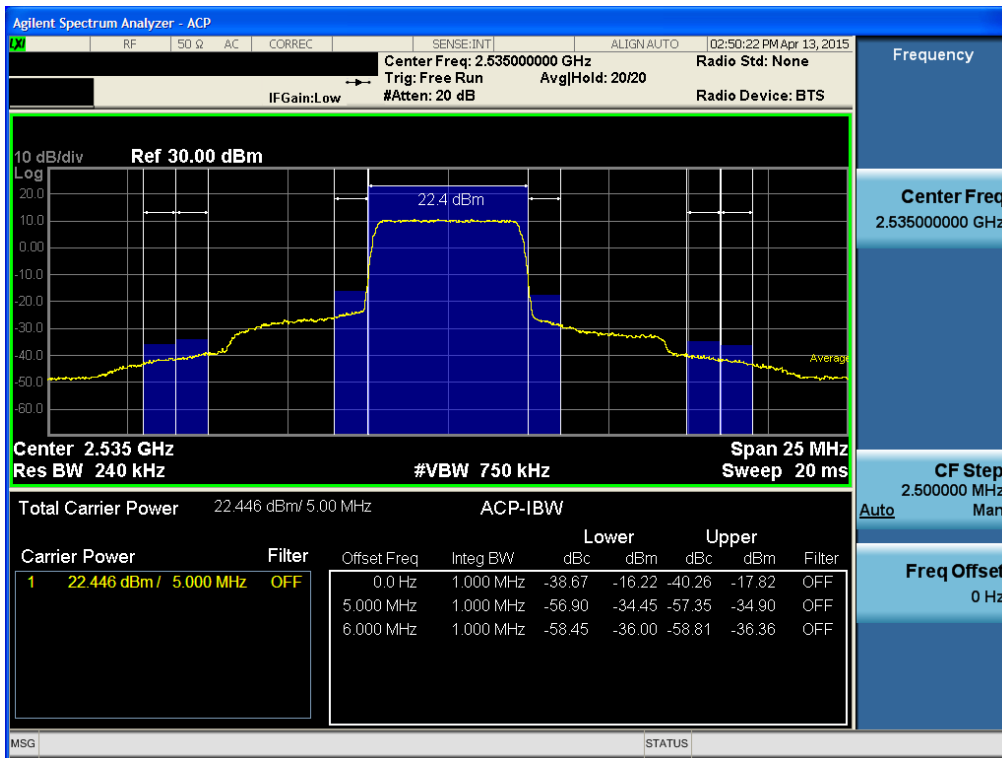 Agilent Spectrum Analyzer - ACP
LXI RF 50 Ω AC CORREC SENSE:INT ALIGN AUTO 02:50:22 PM Apr 13, 2015
Center Freq: 2.535000000 GHz Radio Std: None
Trig: Free Run Avg|Hold: 20/20
IFGain:Low #Atten: 20 dB Radio Device: BTS
10 dB/div Ref 30.00 dBm
Log
20.0
22.4 dBm
10.0
0.00
-10.0
-20.0
-30.0
-40.0
Average
-50.0
-60.0
Center 2.535 GHz Span 25 MHz
Res BW 240 kHz #VBW 750 kHz Sweep 20 ms
Total Carrier Power 22.446 dBm/ 5.00 MHz ACP-IBW
Lower Upper
Carrier Power Filter Offset Freq Integ BW dBc dBm dBc dBm Filter
1 22.446 dBm / 5.000 MHz OFF 0.0 Hz 1.000 MHz -38.67 -16.22 -40.26 -17.82 OFF
5.000 MHz 1.000 MHz -56.90 -34.45 -57.35 -34.90 OFF
6.000 MHz 1.000 MHz -58.45 -36.00 -58.81 -36.36 OFF
MSG STATUS
Frequency
Center Freq
2.535000000 GHz
CF Step
2.500000 MHz
Auto Man
Freq Offset
0 Hz